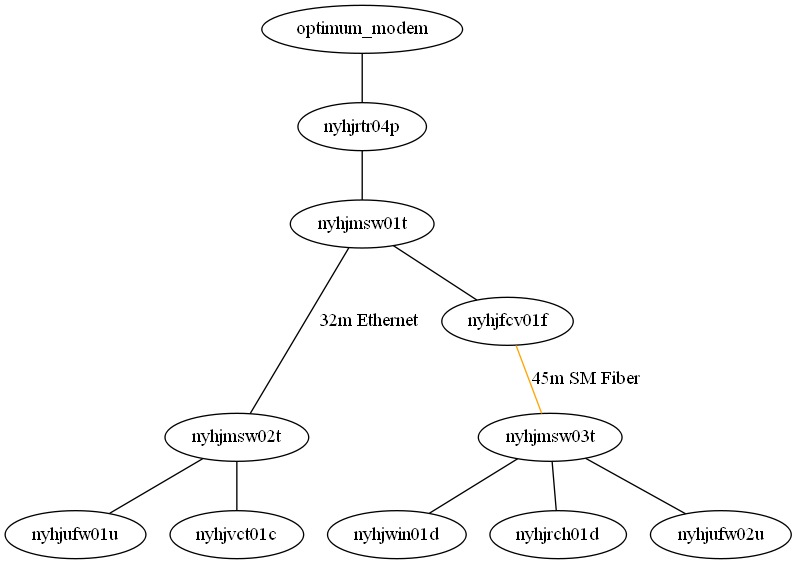 optimum_modem
nyhjrtr04p
nyhjmsw01t
32m Ethernet
nyhjfcv01f
45m SM Fiber
nyhjmsw02t
nyhjmsw03t
nyhjufw01u
nyhjvct01c
nyhjwin01d
nyhjrch01d
nyhjufw02u